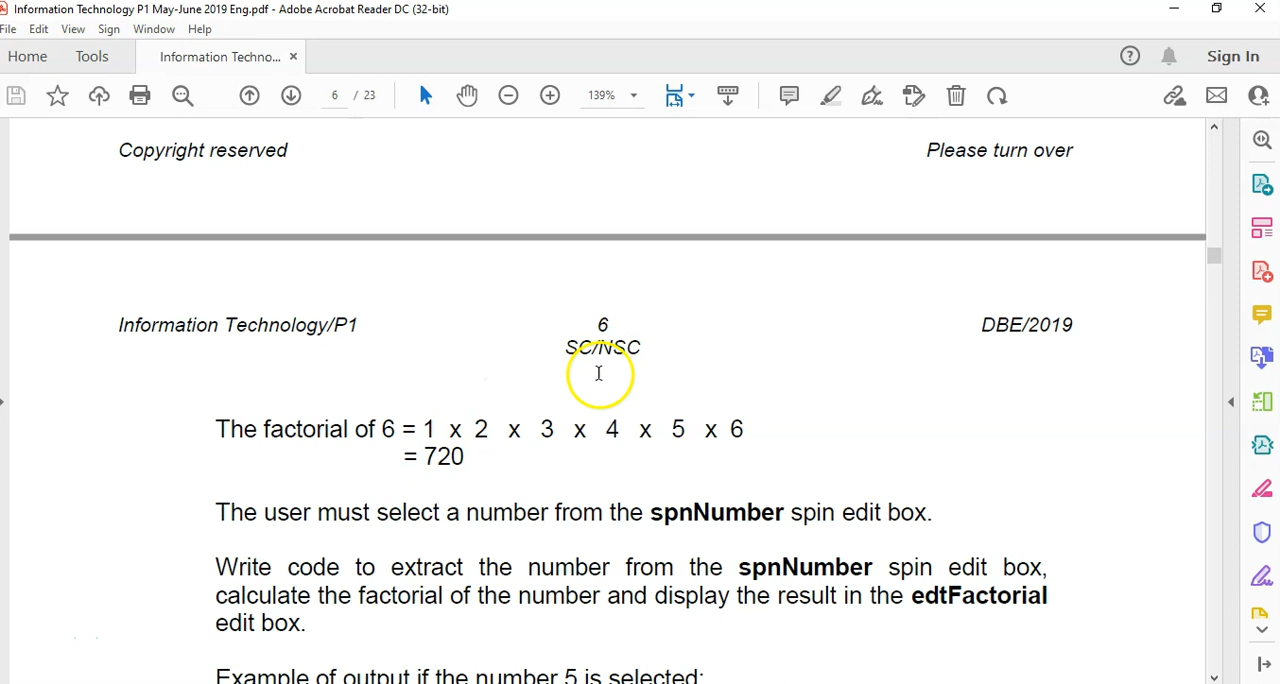 Information Technology P1 May-June 2019 Eng.pdf - Adobe Acrobat Reader DC (32-bit)
File Edit View Sign Window Help
Home Tools Information Techno... × Sign In
6 / 23 139%
Copyright reserved Please turn over
Information Technology/P1 6 DBE/2019
SC/NSC
The factorial of 6 = 1 x 2 x 3 x 4 x 5 x 6
= 720
The user must select a number from the spnNumber spin edit box.
Write code to extract the number from the spnNumber spin edit box,
calculate the factorial of the number and display the result in the edtFactorial
edit box.
Example of output if the number 5 is selected: